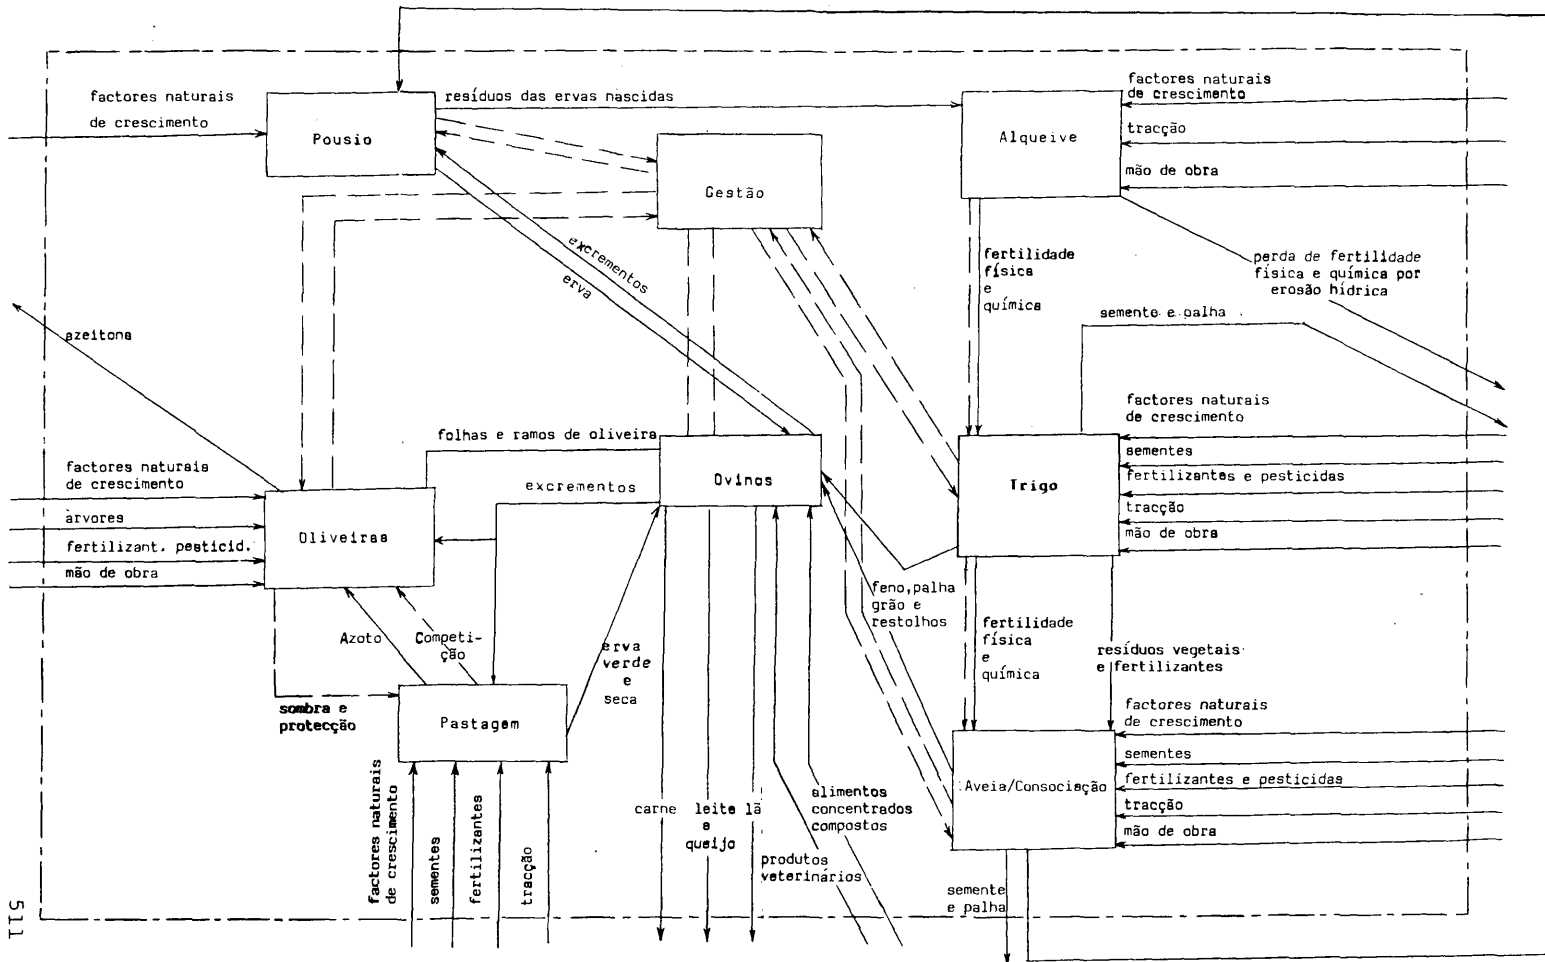 factores naturais
de crescimento
Pousio
resíduos das ervas nascidas
Gestão
Alqueive
factores naturais
de crescimento
tracção
mão de obra
excrementos
erva
fertilidade
física
e
química
perda de fertilidade
física e química por
erosão hídrica
semente e palha
azeitona
factores naturais
de crescimento
árvores
fertilizant. pesticid.
mão de obra
Oliveiras
folhas e ramos de oliveira
excrementos
Ovinos
Trigo
factores naturais
de crescimento
sementes
fertilizantes e pesticidas
tracção
mão de obra
feno,palha
grão e
restolhos
fertilidade
física
e
química
resíduos vegetais
e fertilizantes
Azoto
Competi-
ção
sombra e
protecção
Pastagem
erva
verde
e
seca
factores naturais
de crescimento
sementes
fertilizantes
tracção
carne leite lã
e
queijo
alimentos
concentrados
compostos
produtos
veterinários
Aveia/Consociação
factores naturais
de crescimento
sementes
fertilizantes e pesticidas
tracção
mão de obra
semente
e palha
511